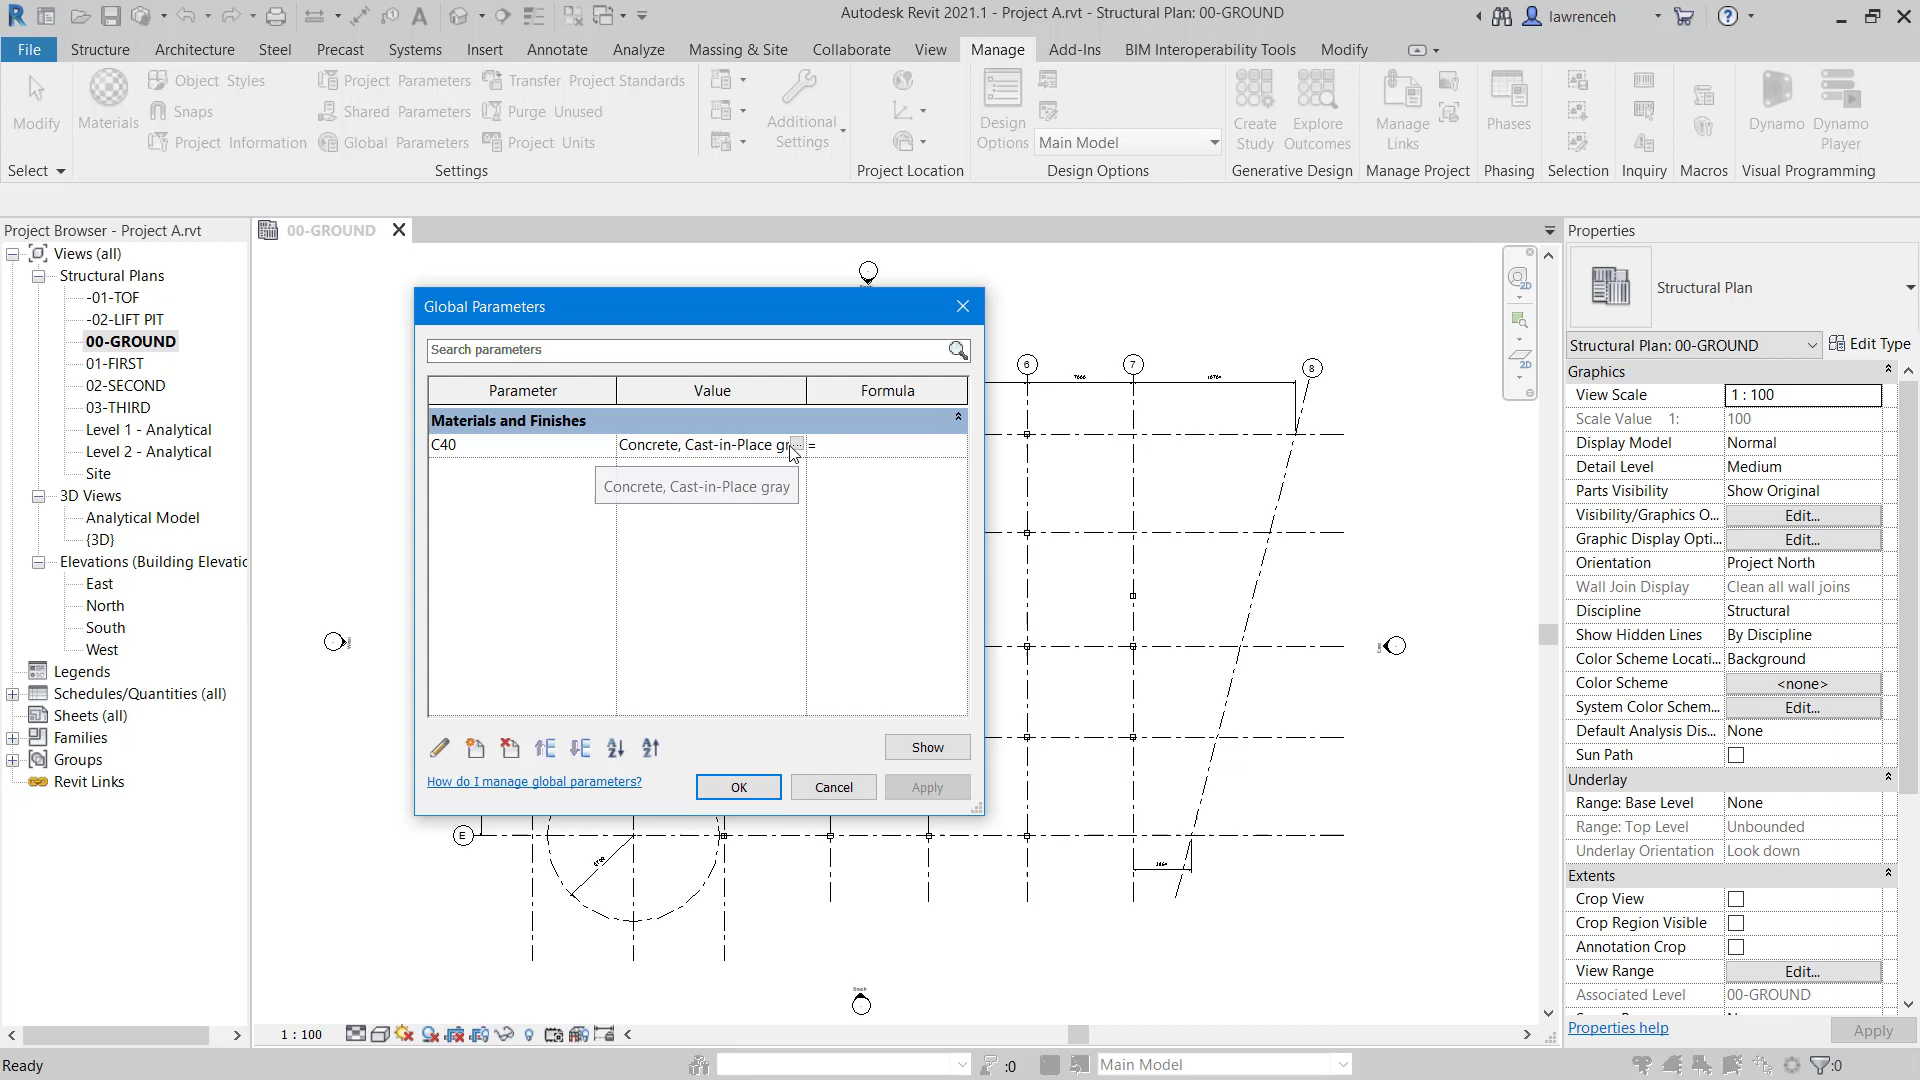 Autodesk Revit 2021.1 - Project A.rvt - Structural Plan: 00-GROUND
lawrenceh
File
Structure
Architecture
Steel
Precast
Systems
Insert
Annotate
Analyze
Massing & Site
Collaborate
View
Manage
Add-Ins
BIM Interoperability Tools
Modify
Modify
Materials
Object Styles
Snaps
Project Information
Project Parameters
Shared Parameters
Global Parameters
Transfer Project Standards
Purge Unused
Project Units
Additional
Settings
Design
Options
Main Model
Create
Study
Explore
Outcomes
Manage
Links
Phases
Dynamo
Dynamo
Player
Select
Settings
Project Location
Design Options
Generative Design
Manage Project
Phasing
Selection
Inquiry
Macros
Visual Programming
Project Browser - Project A.rvt
Views (all)
Structural Plans
-01-TOF
-02-LIFT PIT
00-GROUND
01-FIRST
02-SECOND
03-THIRD
Level 1 - Analytical
Level 2 - Analytical
Site
3D Views
Analytical Model
{3D}
Elevations (Building Elevatic
East
North
South
West
Legends
Schedules/Quantities (all)
Sheets (all)
Families
Groups
Revit Links
00-GROUND
Global Parameters
Search parameters
Parameter
Value
Formula
Materials and Finishes
C40
Concrete, Cast-in-Place gr
...
=
Concrete, Cast-in-Place gray
Show
How do I manage global parameters?
OK
Cancel
Apply
6
7
8
E
South
2D
2D
Properties
Structural Plan
Structural Plan: 00-GROUND
Edit Type
Graphics
View Scale
1 : 100
Scale Value 1:
100
Display Model
Normal
Detail Level
Medium
Parts Visibility
Show Original
Visibility/Graphics O...
Edit...
Graphic Display Opti...
Edit...
Orientation
Project North
Wall Join Display
Clean all wall joins
Discipline
Structural
Show Hidden Lines
By Discipline
Color Scheme Locati...
Background
Color Scheme
<none>
System Color Schem...
Edit...
Default Analysis Dis...
None
Sun Path
Underlay
Range: Base Level
None
Range: Top Level
Unbounded
Underlay Orientation
Look down
Extents
Crop View
Crop Region Visible
Annotation Crop
View Range
Edit...
Associated Level
00-GROUND
Properties help
Apply
1 : 100
Ready
:0
Main Model
:0